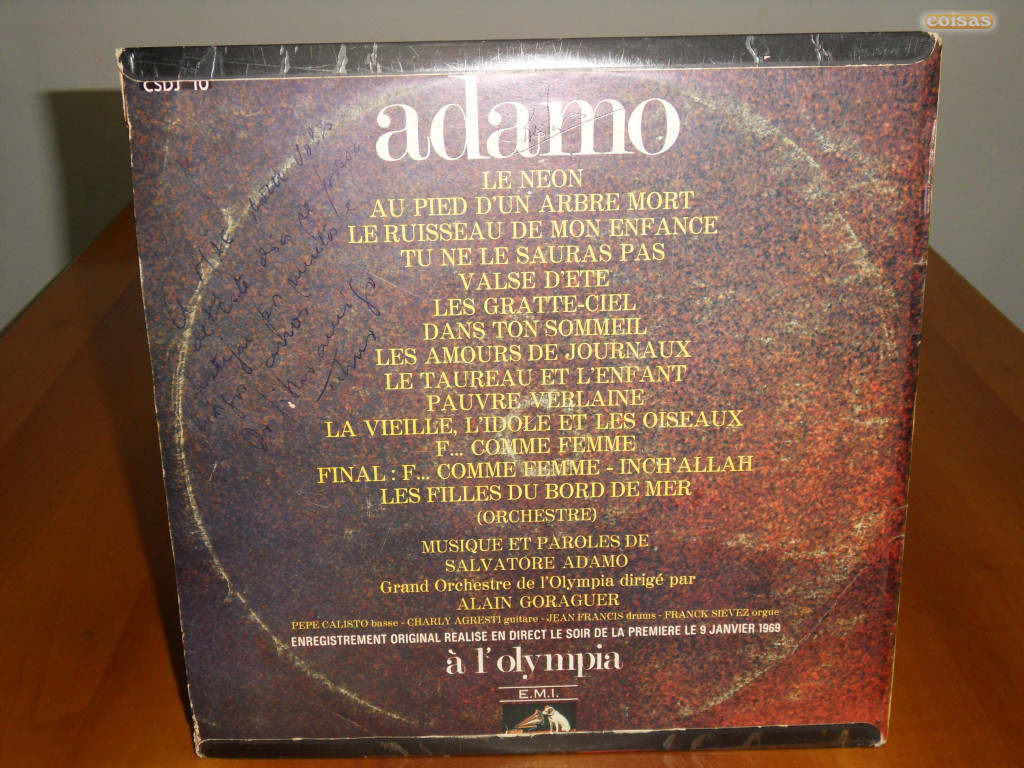 coisas
CSDJ 10
adamo
LE NEON
AU PIED D'UN ARBRE MORT
LE RUISSEAU DE MON ENFANCE
TU NE LE SAURAS PAS
VALSE D'ETE
LES GRATTE-CIEL
DANS TON SOMMEIL
LES AMOURS DE JOURNAUX
LE TAUREAU ET L'ENFANT
PAUVRE VERLAINE
LA VIEILLE, L'IDOLE ET LES OISEAUX
F... COMME FEMME
FINAL : F... COMME FEMME - INCH'ALLAH
LES FILLES DU BORD DE MER
(ORCHESTRE)
MUSIQUE ET PAROLES DE
SALVATORE ADAMO
Grand Orchestre de l'Olympia dirigé par
ALAIN GORAGUER
PEPE CALISTO basse - CHARLY AGRESTI guitare - JEAN FRANCIS drums - FRANCK SIEVEZ orgue
ENREGISTREMENT ORIGINAL REALISE EN DIRECT LE SOIR DE LA PREMIERE LE 9 JANVIER 1969
à l'olympia
E.M.I.